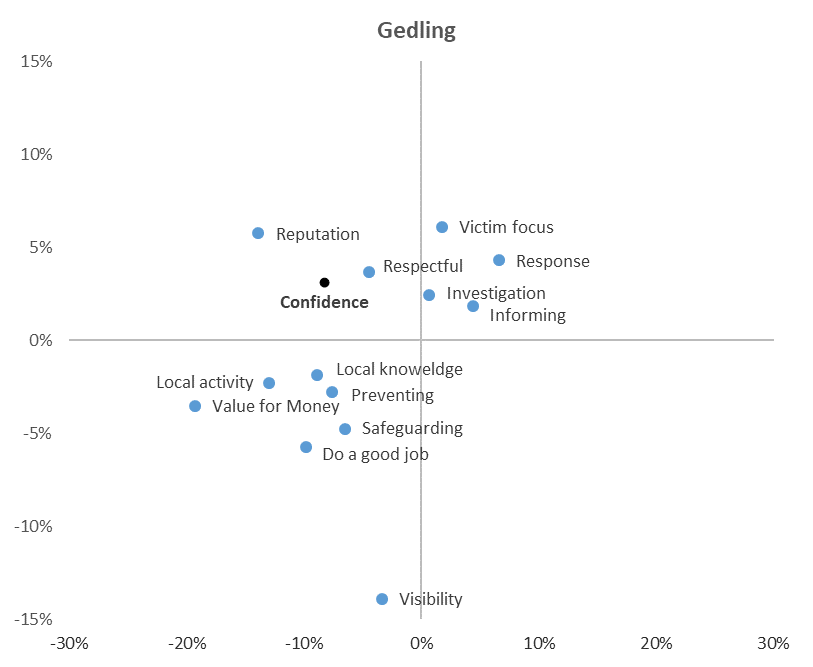 Gedling
15%
10%
5%
0%
-5%
-10%
-15%
Reputation
Victim focus
Respectful
Response
Confidence
Investigation
Informing
Local knoweldge
Local activity
Preventing
Value for Money
Safeguarding
Do a good job
Visibility
-30%
-20%
-10%
0%
10%
20%
30%